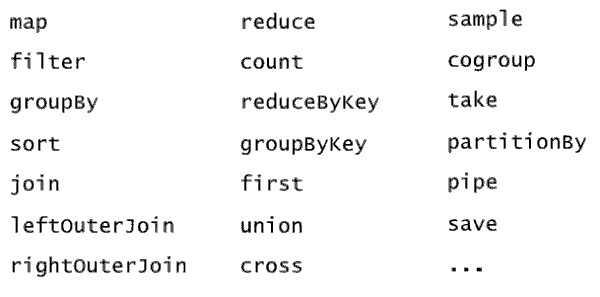 map reduce sample
filter count cogroup
groupBy reduceByKey take
sort groupByKey partitionBy
join first pipe
leftOuterJoin union save
rightOuterJoin cross ...